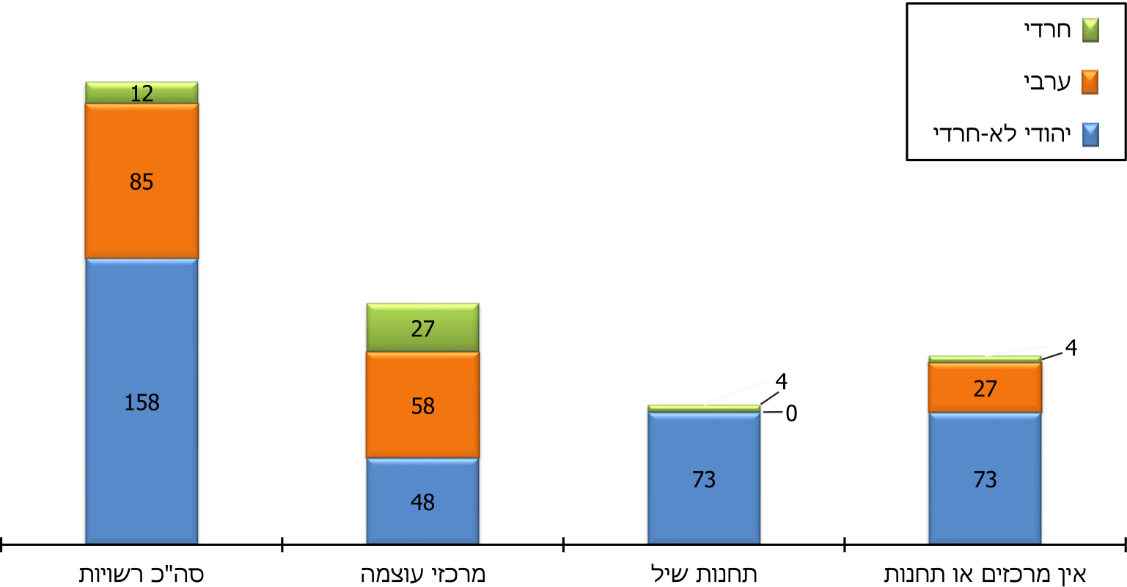 חרדי
ערבי
יהודי לא-חרדי
12
85
158
27
58
48
4
0
73
4
27
73
סה"כ רשויות
מרכזי עוצמה
תחנות שיל
אין מרכזים או תחנות